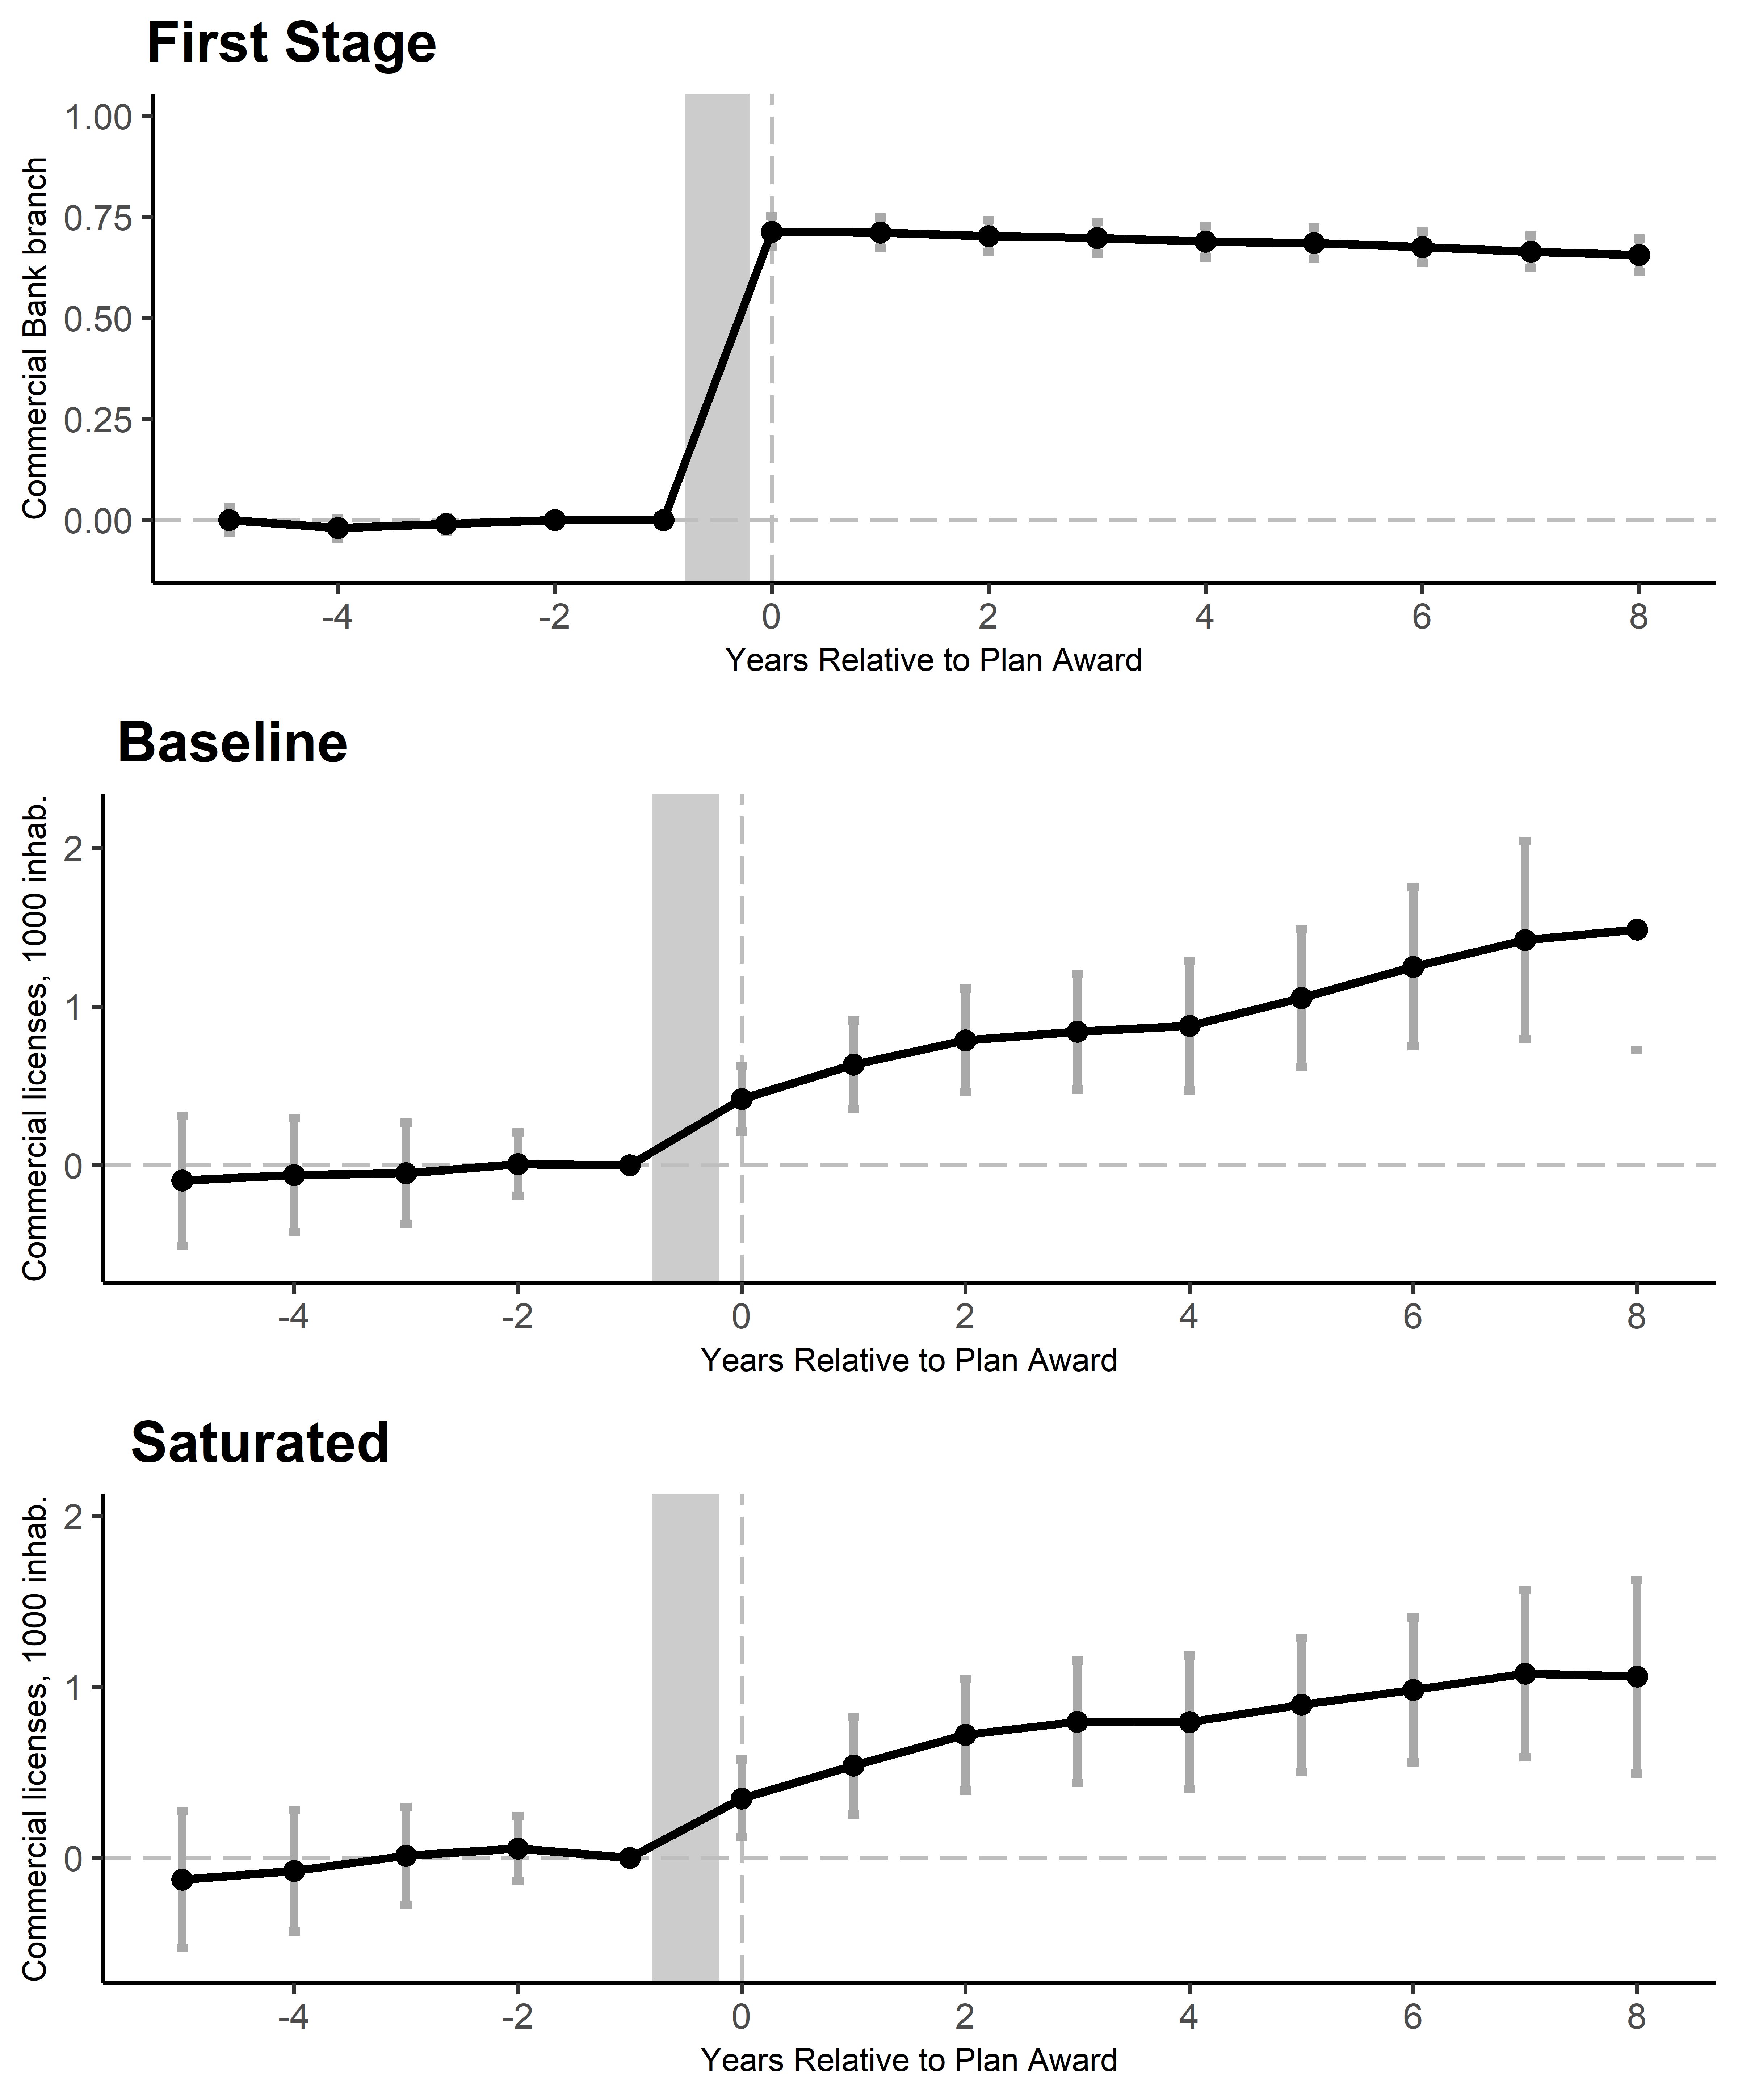 First Stage
Commercial Bank branch
1.00
0.75
0.50
0.25
0.00
-4 -2 0 2 4 6 8
Years Relative to Plan Award
Baseline
Commercial licenses, 1000 inhab.
2
1
0
-4 -2 0 2 4 6 8
Years Relative to Plan Award
Saturated
Commercial licenses, 1000 inhab.
2
1
0
-4 -2 0 2 4 6 8
Years Relative to Plan Award